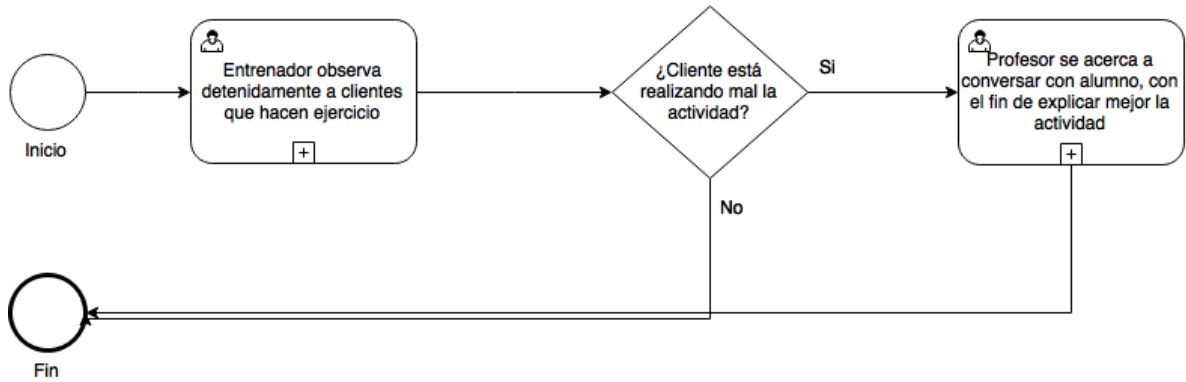 Inicio
Entrenador observa
detenidamente a clientes
que hacen ejercicio
¿Cliente está
realizando mal la
actividad?
Si
Profesor se acerca a
conversar con alumno, con
el fin de explicar mejor la
actividad
No
Fin